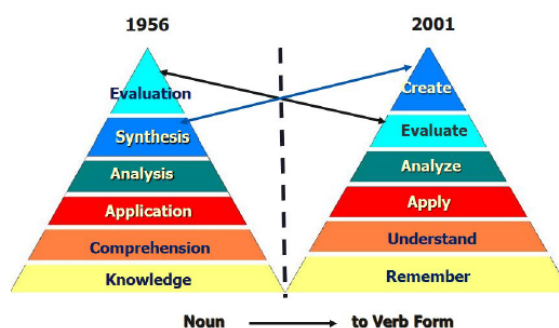 1956
2001
Evaluation
Synthesis
Analysis
Application
Comprehension
Knowledge
Create
Evaluate
Analyze
Apply
Understand
Remember
Noun to Verb Form